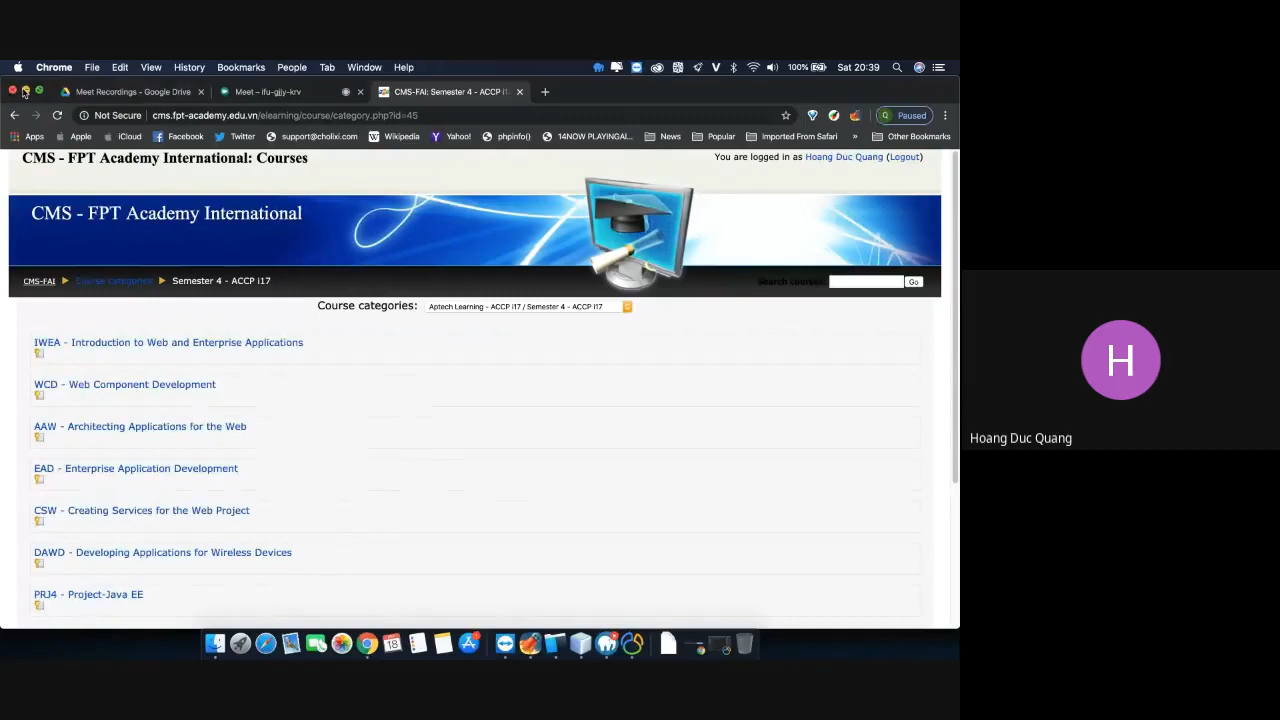 Chrome File Edit View History Bookmarks People Tab Window Help V 100% Sat 20:39
Meet Recordings - Google Drive Meet – ifu-gjjy-krv CMS-FAI: Semester 4 - ACCP i1
Not Secure cms.fpt-academy.edu.vn/elearning/course/category.php?id=45 Q Paused
Apps Apple iCloud Facebook Twitter support@cholixi.com W Wikipedia Y Yahoo! phpinfo() 14NOW PLAYINGAL... News Popular Imported From Safari » Other Bookmarks
CMS - FPT Academy International: Courses
You are logged in as Hoang Duc Quang (Logout)
CMS - FPT Academy International
CMS-FAI Course categories Semester 4 - ACCP i17 Search courses: Go
Course categories: Aptech Learning - ACCP i17 / Semester 4 - ACCP i17
IWEA - Introduction to Web and Enterprise Applications
WCD - Web Component Development
AAW - Architecting Applications for the Web
EAD - Enterprise Application Development
CSW - Creating Services for the Web Project
DAWD - Developing Applications for Wireless Devices
PRJ4 - Project-Java EE
18
H
Hoang Duc Quang